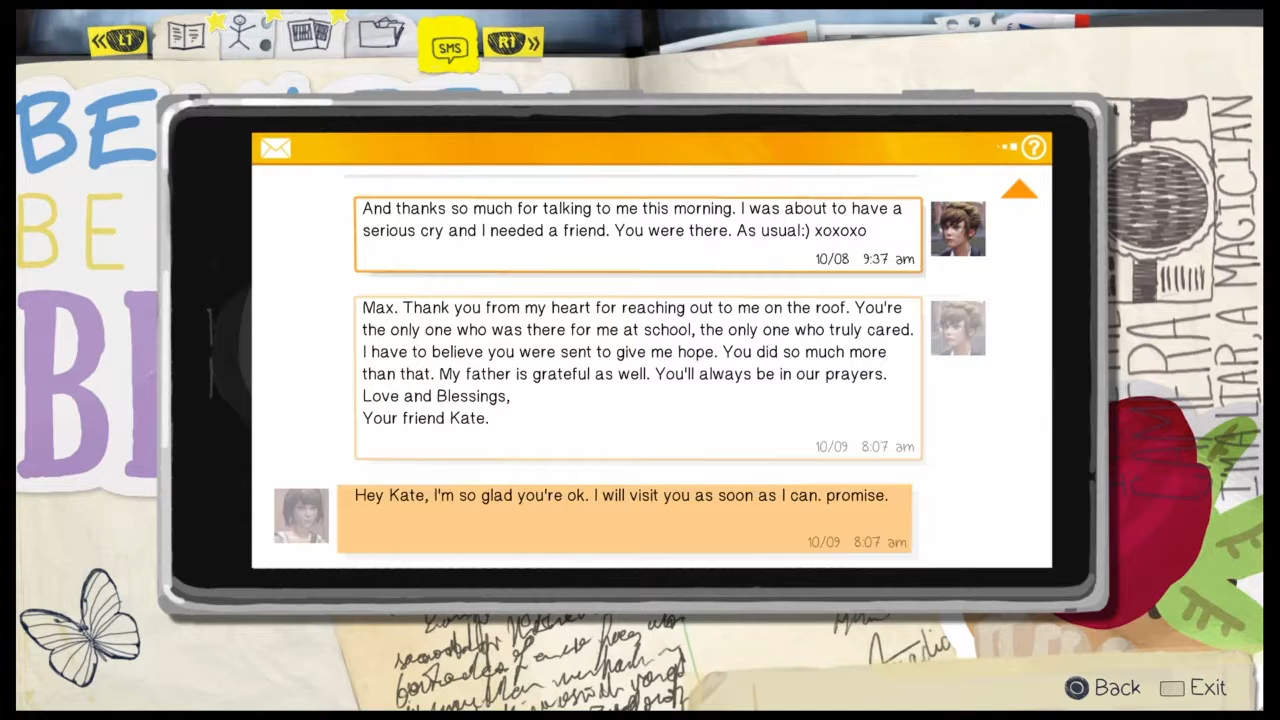 L1
SMS
R1
BE
BE
And thanks so much for talking to me this morning. I was about to have a
serious cry and I needed a friend. You were there. As usual:) xoxoxo
10/08 9:37 am
Max. Thank you from my heart for reaching out to me on the roof. You're
the only one who was there for me at school, the only one who truly cared.
I have to believe you were sent to give me hope. You did so much more
than that. My father is grateful as well. You'll always be in our prayers.
Love and Blessings,
Your friend Kate.
10/09 8:07 am
Hey Kate, I'm so glad you're ok. I will visit you as soon as I can. promise.
10/09 8:07 am
I'M A LIAR, A MAGICIAN
Back
Exit